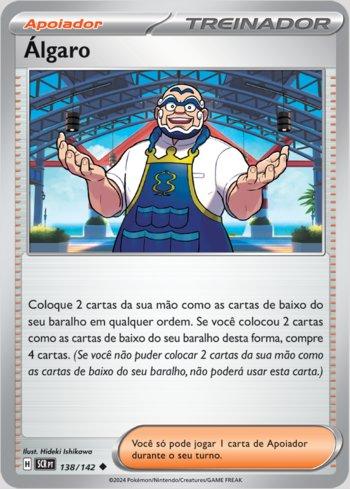 Apoiador
TREINADOR
Álgaro
Coloque 2 cartas da sua mão como as cartas de baixo do
seu baralho em qualquer ordem. Se você colocou 2 cartas
como as cartas de baixo do seu baralho desta forma, compre
4 cartas. (Se você não puder colocar 2 cartas da sua mão
as cartas de baixo do seu baralho, não poderá usar esta carta.)
Você só pode jogar 1 carta de Apoiador
durante o seu turno.
Ilust. Hideki Ishikawa
H SCR PT 138/142
©2024 Pokémon/Nintendo/Creatures/GAME FREAK